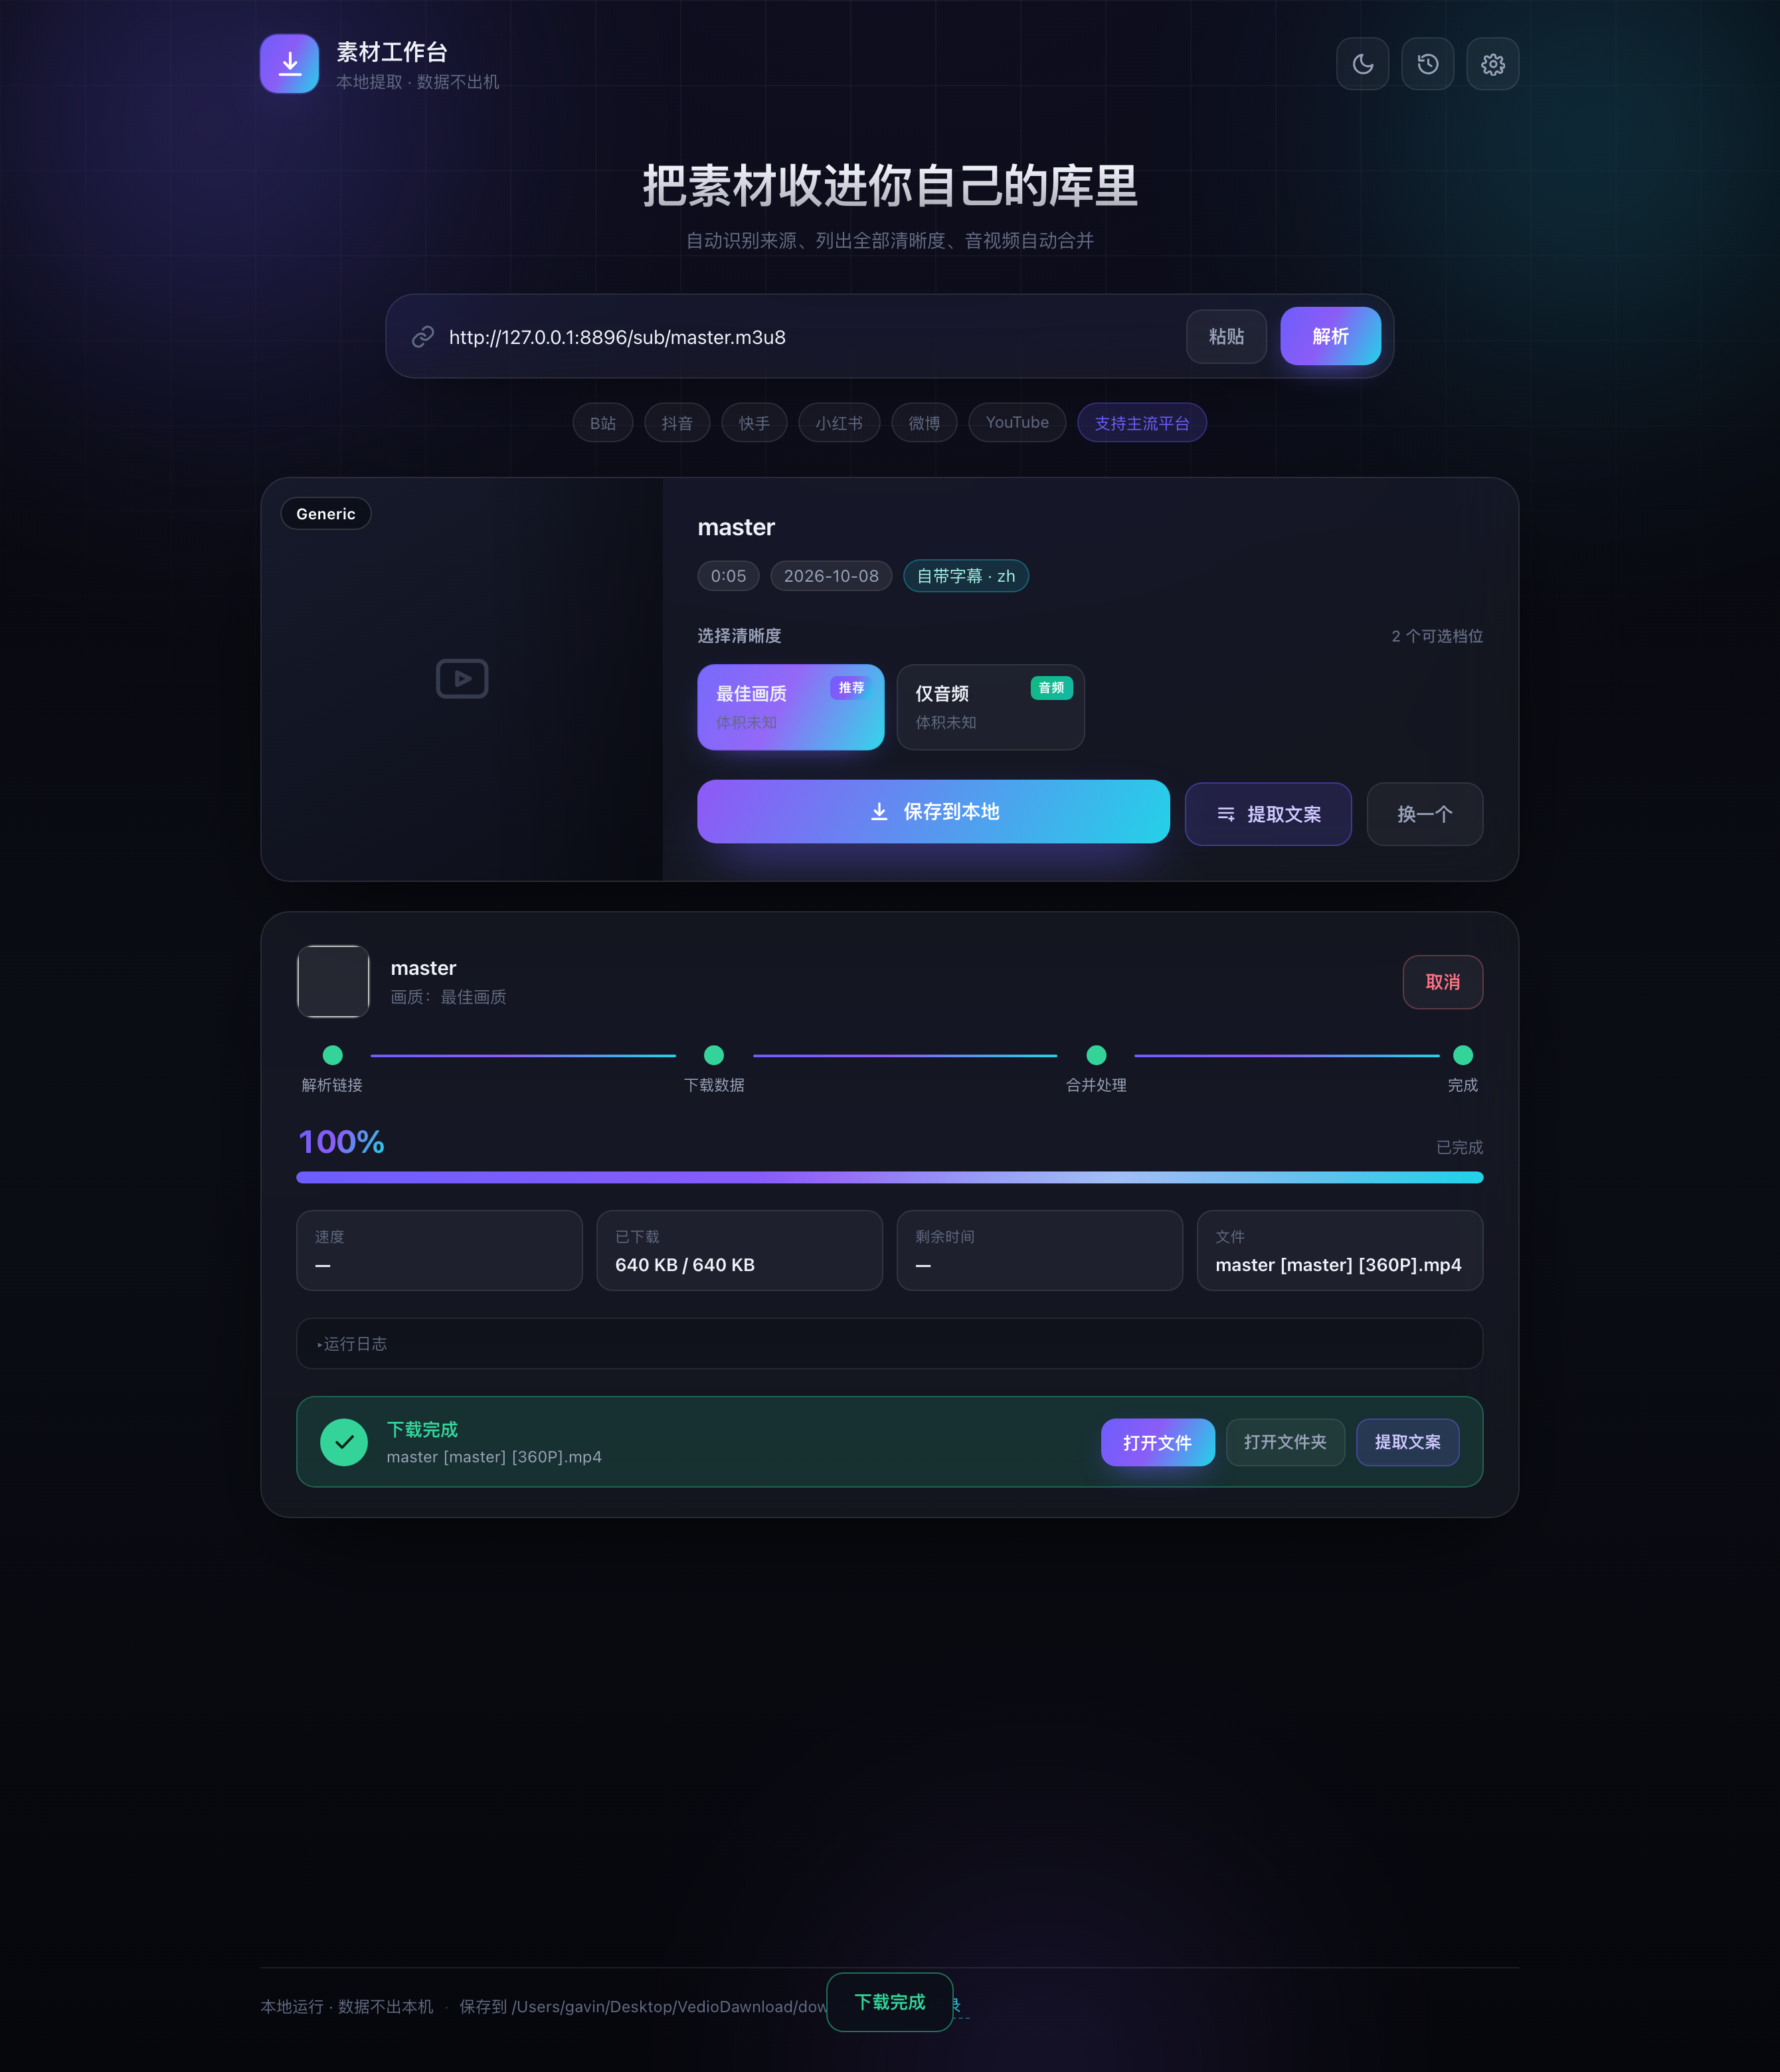 素材工作台
本地提取 · 数据不出机
把素材收进你自己的库里
自动识别来源、列出全部清晰度、音视频自动合并
http://127.0.0.1:8896/sub/master.m3u8
粘贴
解析
B站
抖音
快手
小红书
微博
YouTube
支持主流平台
Generic
master
0:05
2026-10-08
自带字幕 · zh
选择清晰度
2 个可选档位
最佳画质
推荐
体积未知
仅音频
音频
体积未知
保存到本地
提取文案
换一个
master
画质：最佳画质
取消
解析链接
下载数据
合并处理
完成
100%
已完成
速度
—
已下载
640 KB / 640 KB
剩余时间
—
文件
master [master] [360P].mp4
▸运行日志
下载完成
master [master] [360P].mp4
打开文件
打开文件夹
提取文案
本地运行 · 数据不出本机 · 保存到 /Users/gavin/Desktop/VedioDawnload/dow
下载完成
录